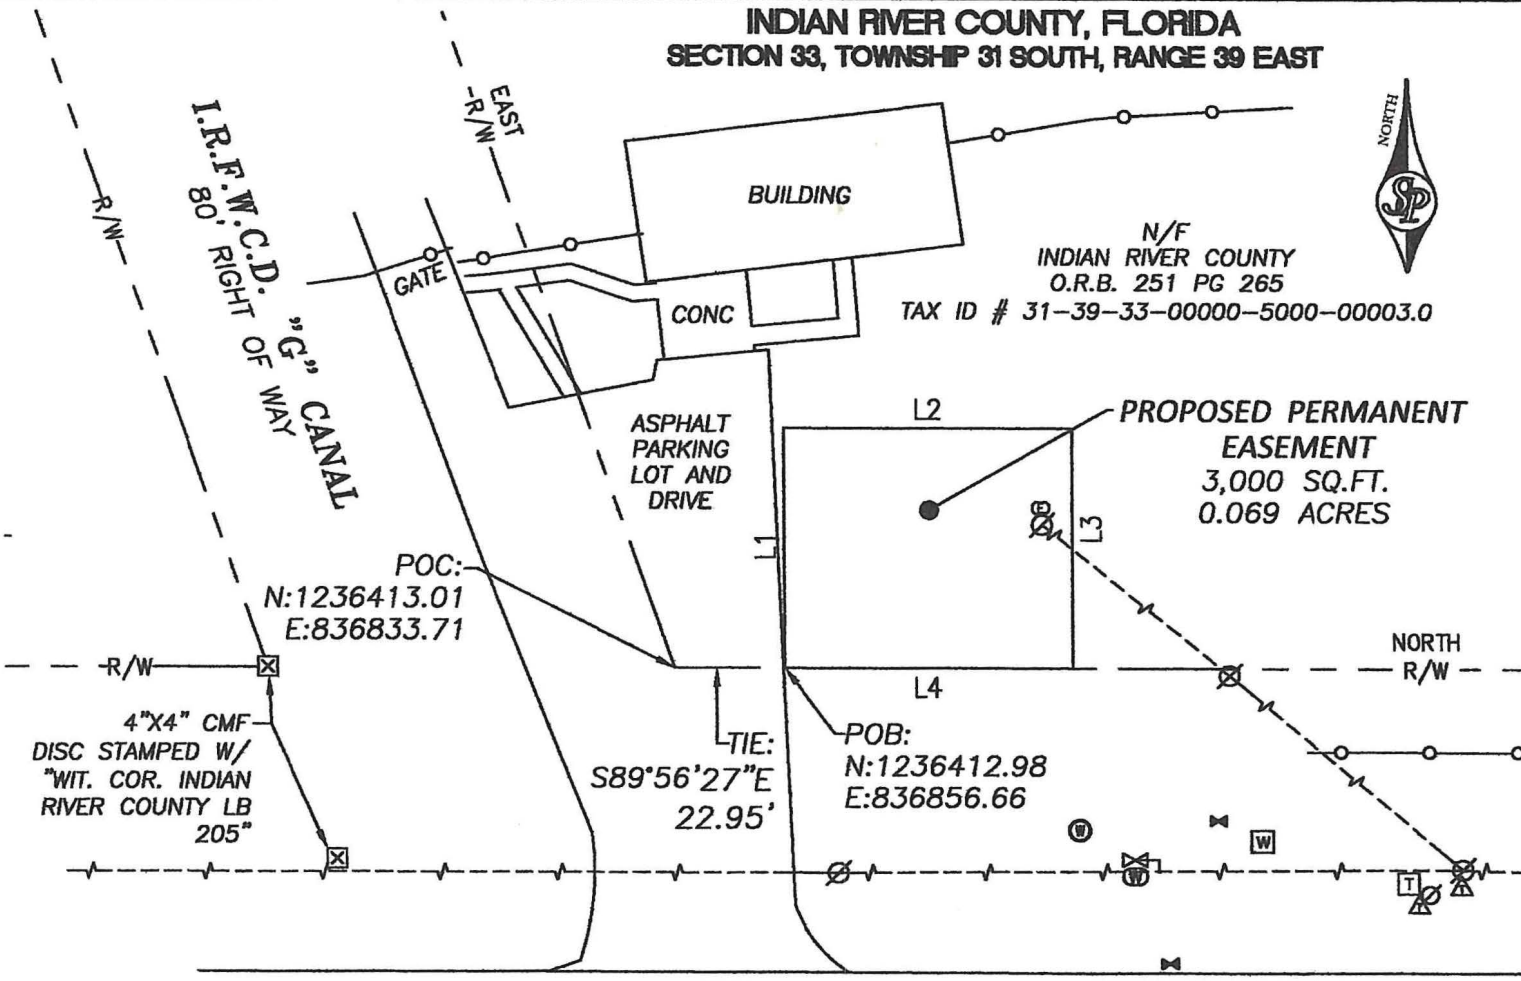 INDIAN RIVER COUNTY, FLORIDA
SECTION 33, TOWNSHIP 31 SOUTH, RANGE 39 EAST
NORTH
SP
EAST
R/W
R/W
I.R.F.W.C.D. "G" CANAL
80' RIGHT OF WAY
BUILDING
GATE
CONC
N/F
INDIAN RIVER COUNTY
O.R.B. 251 PG 265
TAX ID # 31-39-33-00000-5000-00003.0
ASPHALT
PARKING
LOT AND
DRIVE
L2
PROPOSED PERMANENT
EASEMENT
3,000 SQ.FT.
0.069 ACRES
E
L1
L3
POC:
N:1236413.01
E:836833.71
R/W
L4
NORTH
R/W
4"X4" CMF
DISC STAMPED W/
"WIT. COR. INDIAN
RIVER COUNTY LB
205"
TIE:
S89°56'27"E
22.95'
POB:
N:1236412.98
E:836856.66
W
W
W
T
T
T